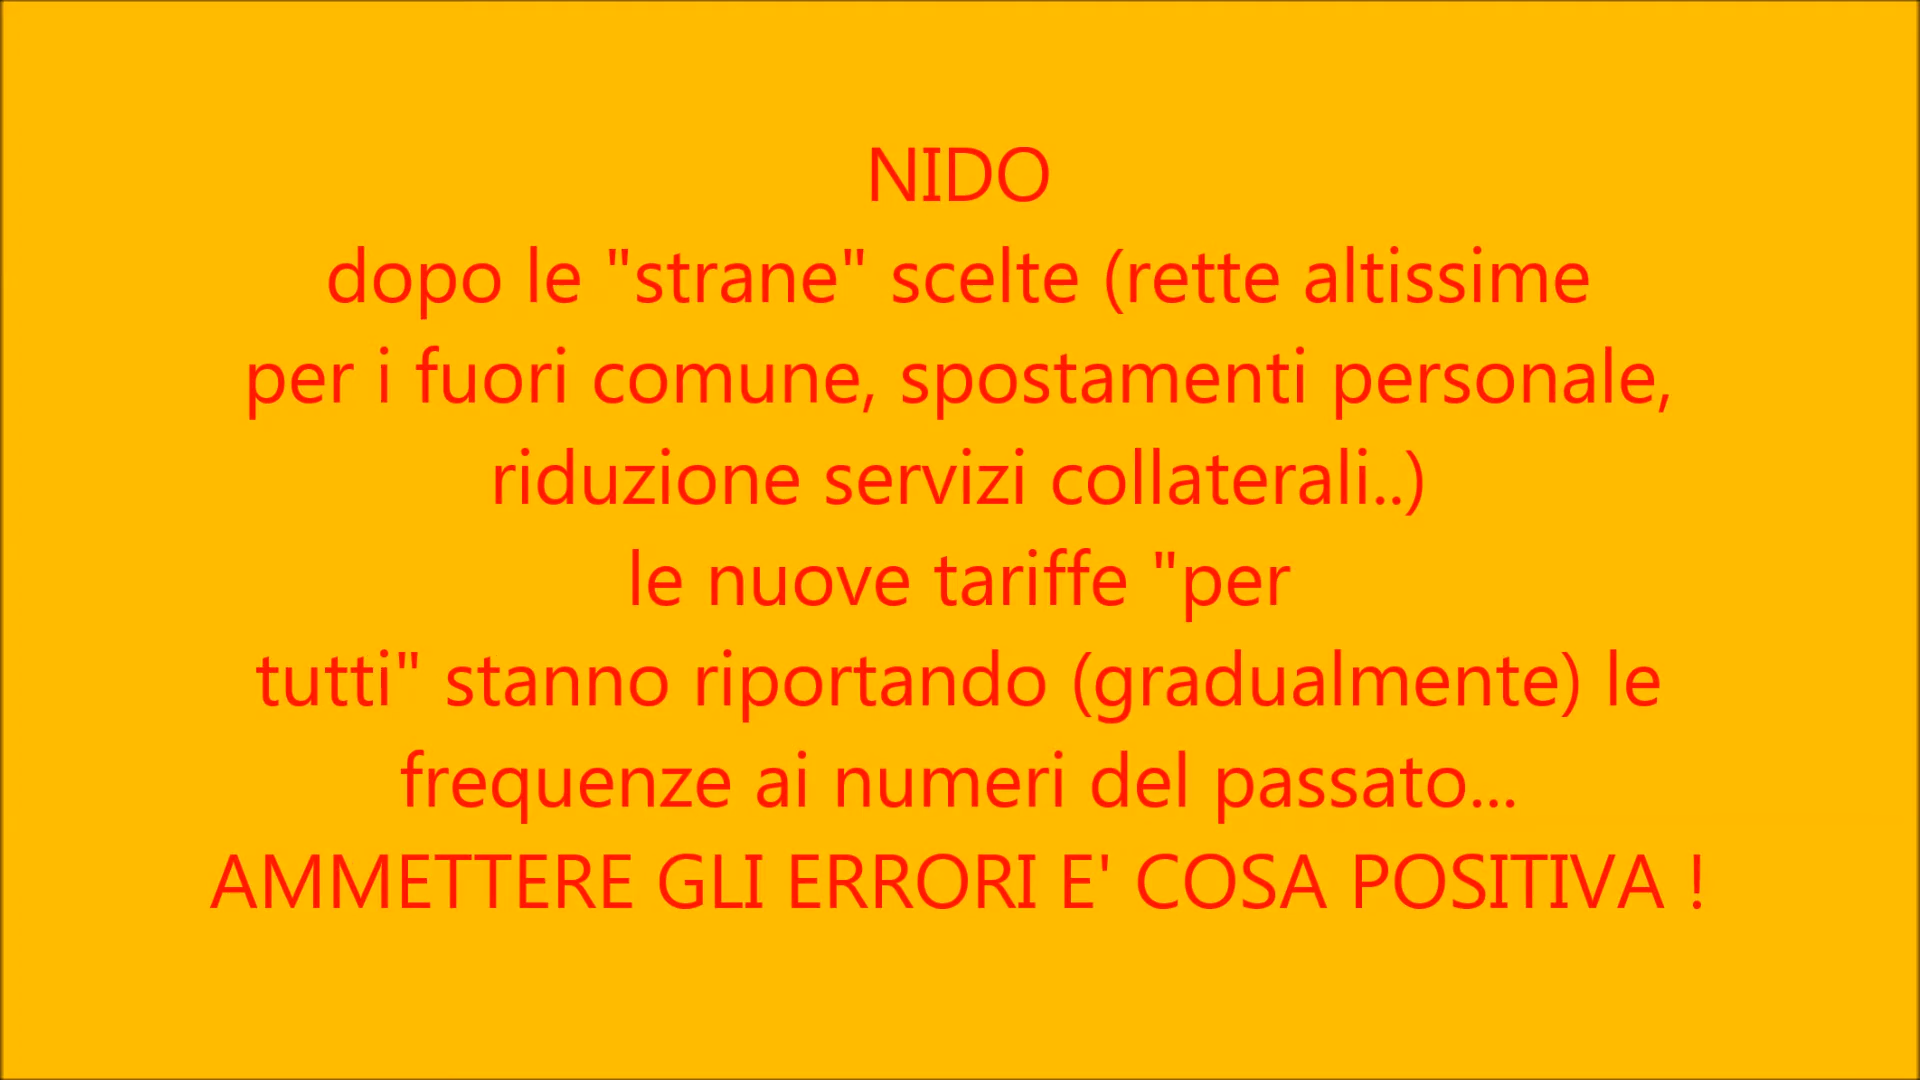 NIDO
dopo le "strane" scelte (rette altissime
per i fuori comune, spostamenti personale,
riduzione servizi collaterali..)
le nuove tariffe "per
tutti" stanno riportando (gradualmente) le
frequenze ai numeri del passato...
AMMETTERE GLI ERRORI E' COSA POSITIVA !